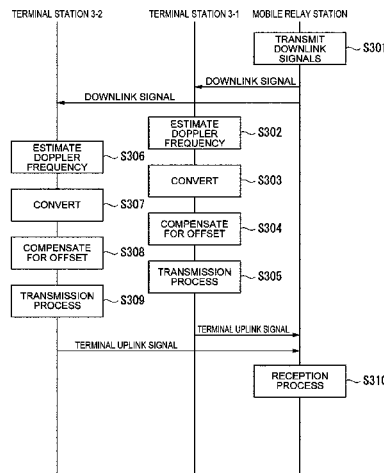 TERMINAL STATION 3-2 TERMINAL STATION 3-1 MOBILE RELAY STATION
TRANSMIT
DOWNLINK
SIGNALS
S301
DOWNLINK SIGNAL
DOWNLINK SIGNAL
ESTIMATE
DOPPLER
FREQUENCY
S302
ESTIMATE
DOPPLER
FREQUENCY
S306
CONVERT
S303
CONVERT
S307
COMPENSATE
FOR OFFSET
S304
COMPENSATE
FOR OFFSET
S308
TRANSMISSION
PROCESS
S305
TRANSMISSION
PROCESS
S309
TERMINAL UPLINK SIGNAL
TERMINAL UPLINK SIGNAL
RECEPTION
PROCESS
S310